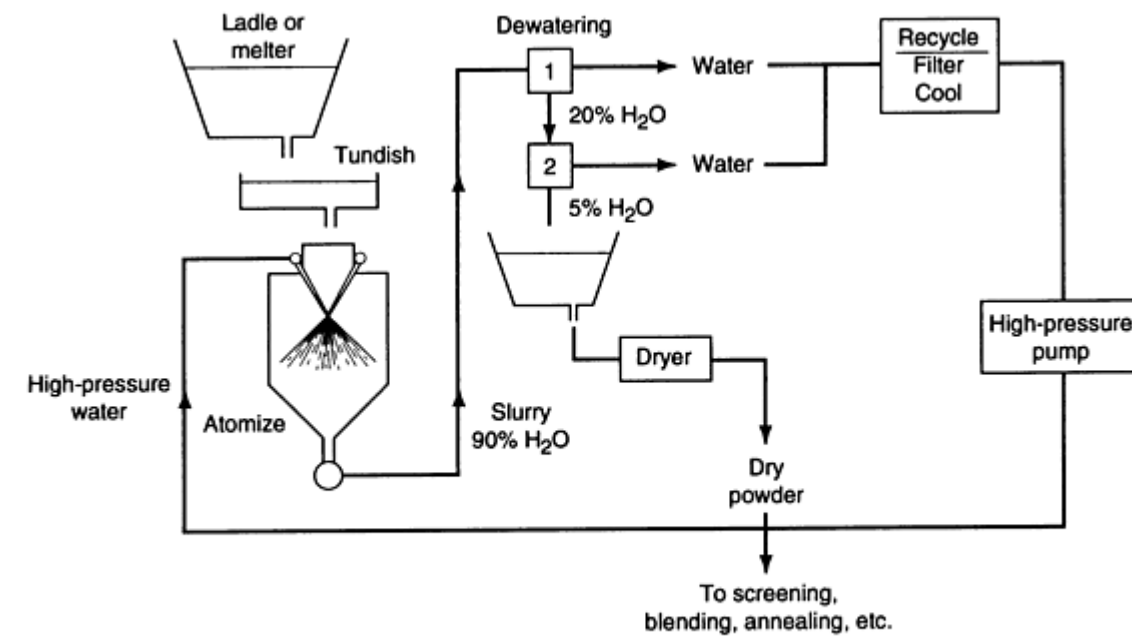 Ladle or
melter
Tundish
High-pressure
water
Atomize
Slurry
90% H₂O
Dewatering
1
Water
20% H₂O
2
Water
5% H₂O
Recycle
Filter
Cool
High-pressure
pump
Dryer
Dry
powder
To screening,
blending, annealing, etc.